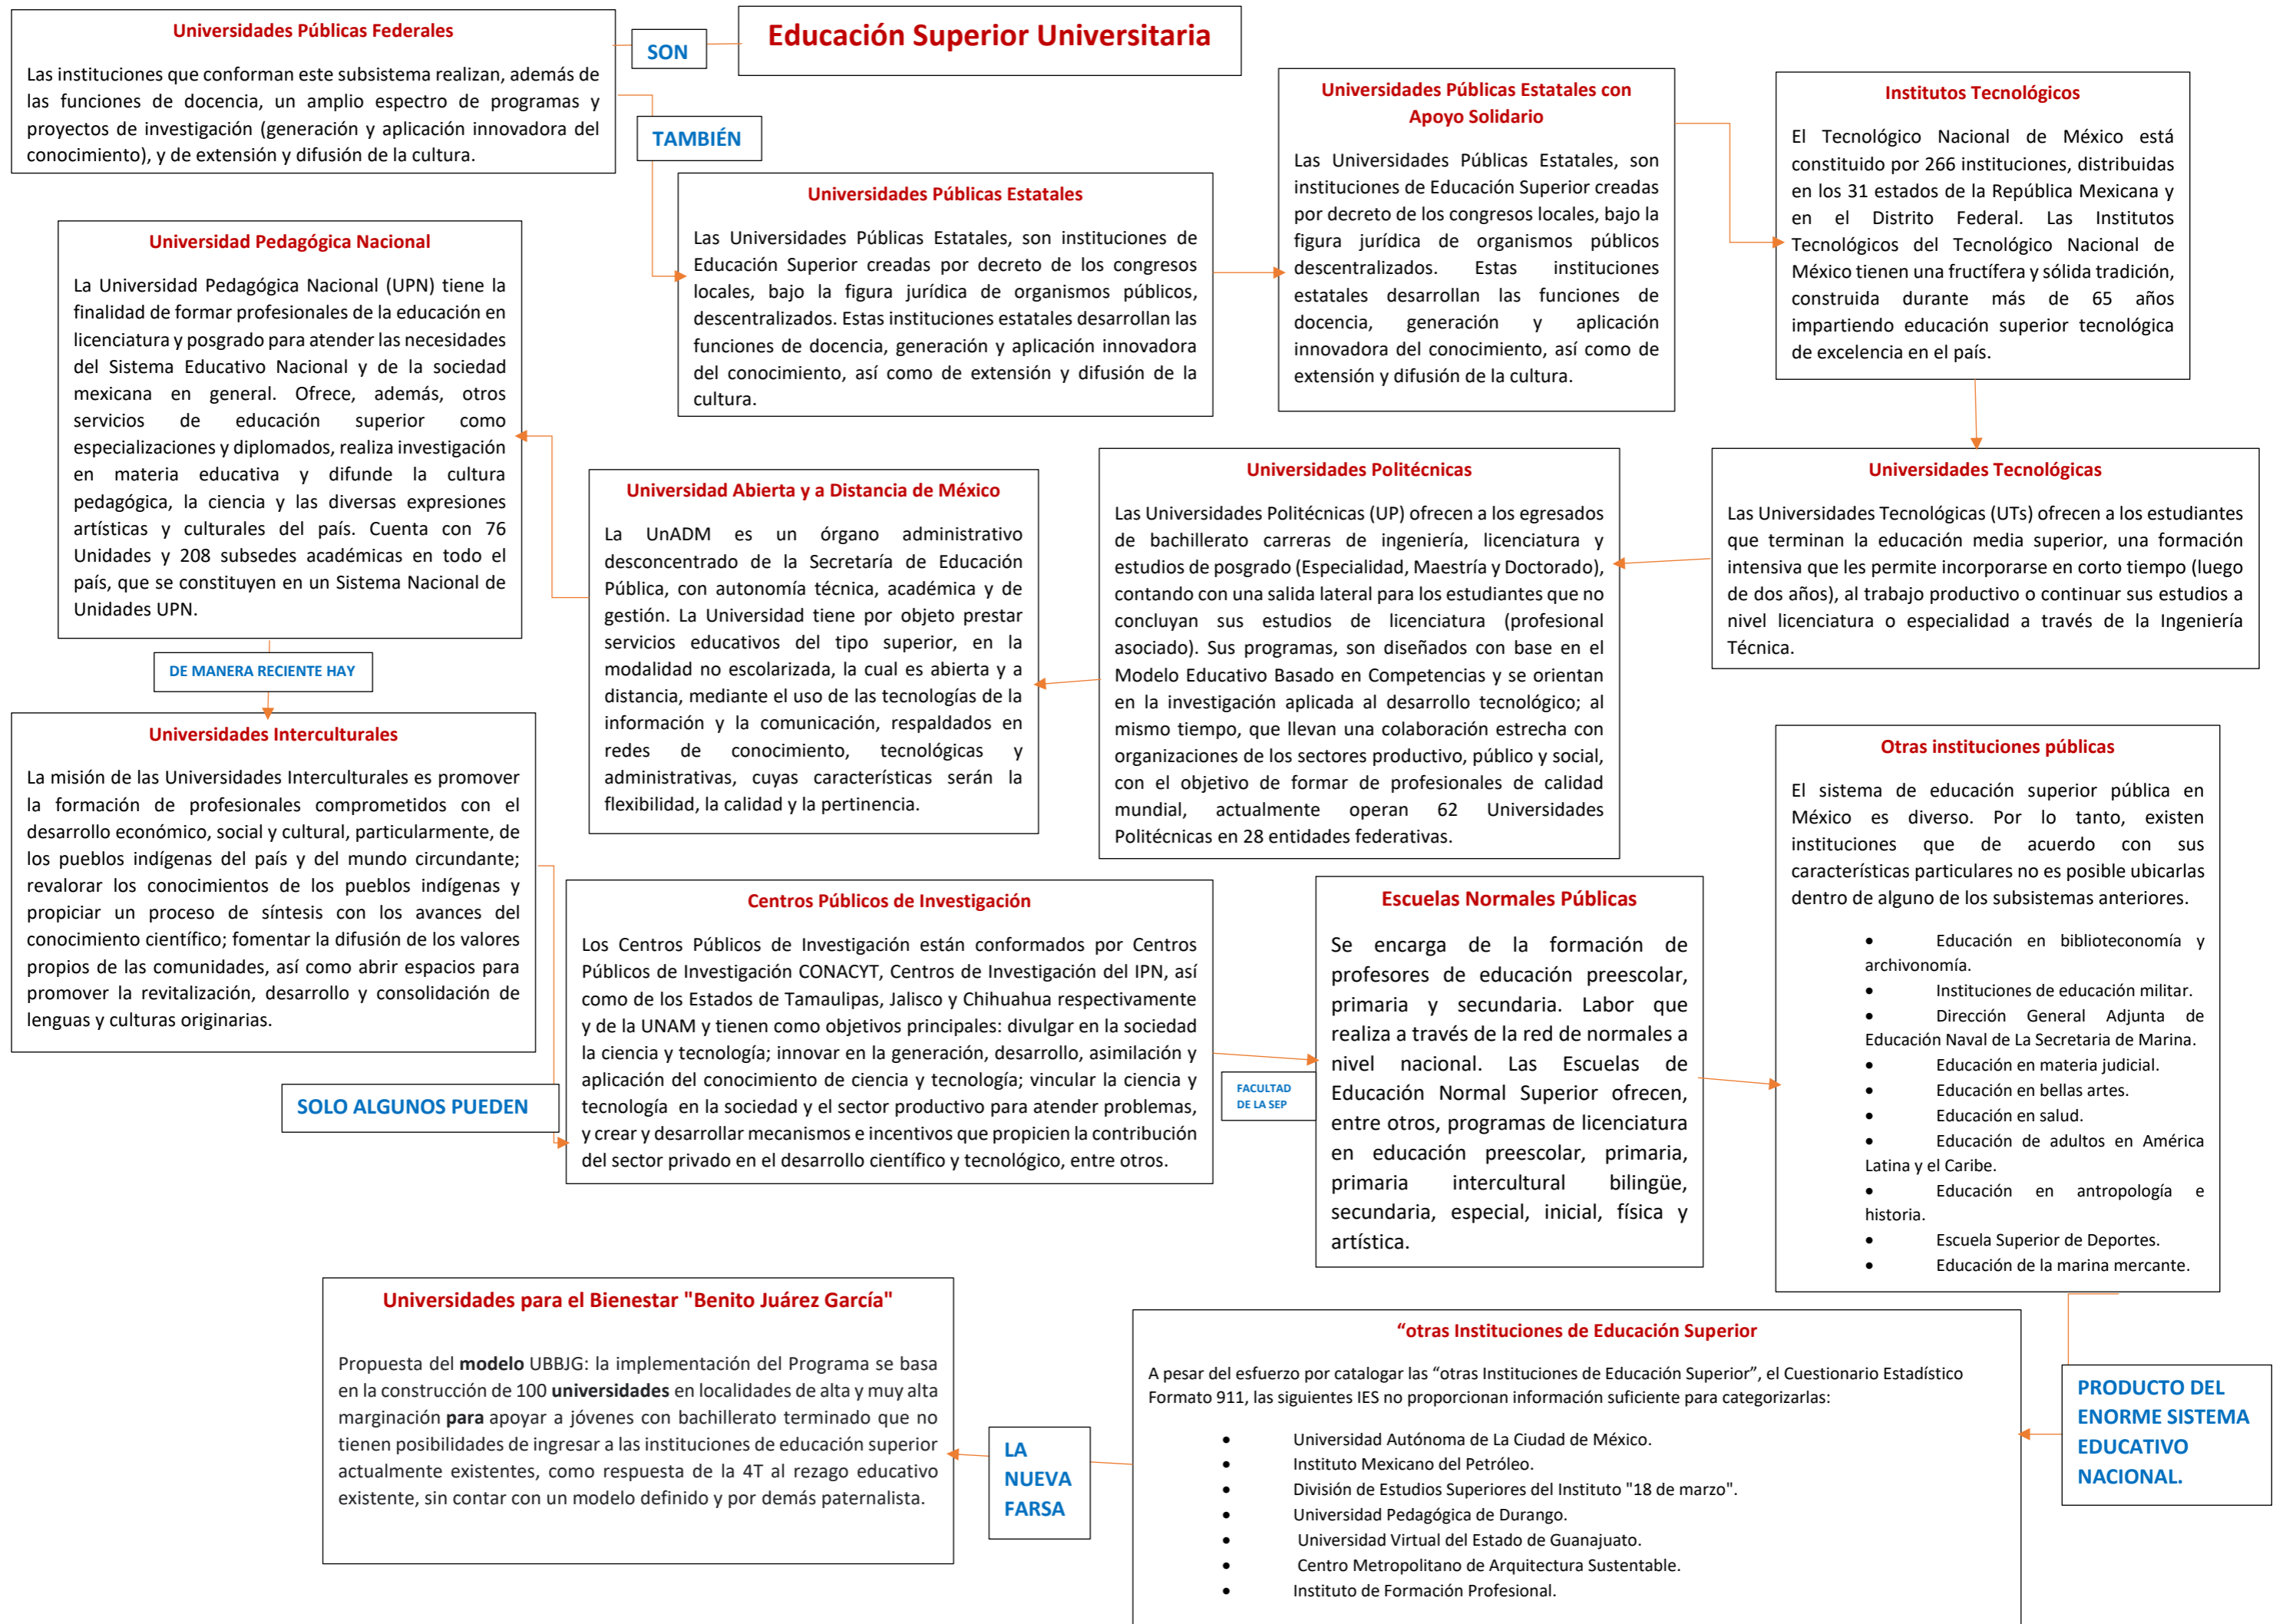 Educación Superior Universitaria
SON
Universidades Públicas Federales
Las instituciones que conforman este subsistema realizan, además de
las funciones de docencia, un amplio espectro de programas y
proyectos de investigación (generación y aplicación innovadora del
conocimiento), y de extensión y difusión de la cultura.
TAMBIÉN
Universidades Públicas Estatales
Las Universidades Públicas Estatales, son instituciones de
Educación Superior creadas por decreto de los congresos
locales, bajo la figura jurídica de organismos públicos,
descentralizados. Estas instituciones estatales desarrollan las
funciones de docencia, generación y aplicación innovadora
del conocimiento, así como de extensión y difusión de la
cultura.
Universidades Públicas Estatales con
Apoyo Solidario
Las Universidades Públicas Estatales, son
instituciones de Educación Superior creadas
por decreto de los congresos locales, bajo la
figura jurídica de organismos públicos
descentralizados. Estas instituciones
estatales desarrollan las funciones de
docencia, generación y aplicación
innovadora del conocimiento, así como de
extensión y difusión de la cultura.
Institutos Tecnológicos
El Tecnológico Nacional de México está
constituido por 266 instituciones, distribuidas
en los 31 estados de la República Mexicana y
en el Distrito Federal. Las Institutos
Tecnológicos del Tecnológico Nacional de
México tienen una fructífera y sólida tradición,
construida durante más de 65 años
impartiendo educación superior tecnológica
de excelencia en el país.
Universidades Tecnológicas
Las Universidades Tecnológicas (UTs) ofrecen a los estudiantes
que terminan la educación media superior, una formación
intensiva que les permite incorporarse en corto tiempo (luego
de dos años), al trabajo productivo o continuar sus estudios a
nivel licenciatura o especialidad a través de la Ingeniería
Técnica.
Universidades Politécnicas
Las Universidades Politécnicas (UP) ofrecen a los egresados
de bachillerato carreras de ingeniería, licenciatura y
estudios de posgrado (Especialidad, Maestría y Doctorado),
contando con una salida lateral para los estudiantes que no
concluyan sus estudios de licenciatura (profesional
asociado). Sus programas, son diseñados con base en el
Modelo Educativo Basado en Competencias y se orientan
en la investigación aplicada al desarrollo tecnológico; al
mismo tiempo, que llevan una colaboración estrecha con
organizaciones de los sectores productivo, público y social,
con el objetivo de formar de profesionales de calidad
mundial, actualmente operan 62 Universidades
Politécnicas en 28 entidades federativas.
Universidad Abierta y a Distancia de México
La UnADM es un órgano administrativo
desconcentrado de la Secretaría de Educación
Pública, con autonomía técnica, académica y de
gestión. La Universidad tiene por objeto prestar
servicios educativos del tipo superior, en la
modalidad no escolarizada, la cual es abierta y a
distancia, mediante el uso de las tecnologías de la
información y la comunicación, respaldados en
redes de conocimiento, tecnológicas y
administrativas, cuyas características serán la
flexibilidad, la calidad y la pertinencia.
Universidad Pedagógica Nacional
La Universidad Pedagógica Nacional (UPN) tiene la
finalidad de formar profesionales de la educación en
licenciatura y posgrado para atender las necesidades
del Sistema Educativo Nacional y de la sociedad
mexicana en general. Ofrece, además, otros
servicios de educación superior como
especializaciones y diplomados, realiza investigación
en materia educativa y difunde la cultura
pedagógica, la ciencia y las diversas expresiones
artísticas y culturales del país. Cuenta con 76
Unidades y 208 subsedes académicas en todo el
país, que se constituyen en un Sistema Nacional de
Unidades UPN.
DE MANERA RECIENTE HAY
Universidades Interculturales
La misión de las Universidades Interculturales es promover
la formación de profesionales comprometidos con el
desarrollo económico, social y cultural, particularmente, de
los pueblos indígenas del país y del mundo circundante;
revalorar los conocimientos de los pueblos indígenas y
propiciar un proceso de síntesis con los avances del
conocimiento científico; fomentar la difusión de los valores
propios de las comunidades, así como abrir espacios para
promover la revitalización, desarrollo y consolidación de
lenguas y culturas originarias.
SOLO ALGUNOS PUEDEN
Centros Públicos de Investigación
Los Centros Públicos de Investigación están conformados por Centros
Públicos de Investigación CONACYT, Centros de Investigación del IPN, así
como de los Estados de Tamaulipas, Jalisco y Chihuahua respectivamente
y de la UNAM y tienen como objetivos principales: divulgar en la sociedad
la ciencia y tecnología; innovar en la generación, desarrollo, asimilación y
aplicación del conocimiento de ciencia y tecnología; vincular la ciencia y
tecnología en la sociedad y el sector productivo para atender problemas,
y crear y desarrollar mecanismos e incentivos que propicien la contribución
del sector privado en el desarrollo científico y tecnológico, entre otros.
FACULTAD
DE LA SEP
Escuelas Normales Públicas
Se encarga de la formación de
profesores de educación preescolar,
primaria y secundaria. Labor que
realiza a través de la red de normales a
nivel nacional. Las Escuelas de
Educación Normal Superior ofrecen,
entre otros, programas de licenciatura
en educación preescolar, primaria,
primaria intercultural bilingüe,
secundaria, especial, inicial, física y
artística.
Otras instituciones públicas
El sistema de educación superior pública en
México es diverso. Por lo tanto, existen
instituciones que de acuerdo con sus
características particulares no es posible ubicarlas
dentro de alguno de los subsistemas anteriores.
• Educación en biblioteconomía y
archivonomía.
• Instituciones de educación militar.
• Dirección General Adjunta de
Educación Naval de La Secretaria de Marina.
• Educación en materia judicial.
• Educación en bellas artes.
• Educación en salud.
• Educación de adultos en América
Latina y el Caribe.
• Educación en antropología e
historia.
• Escuela Superior de Deportes.
• Educación de la marina mercante.
PRODUCTO DEL
ENORME SISTEMA
EDUCATIVO
NACIONAL.
“otras Instituciones de Educación Superior
A pesar del esfuerzo por catalogar las “otras Instituciones de Educación Superior”, el Cuestionario Estadístico
Formato 911, las siguientes IES no proporcionan información suficiente para categorizarlas:
• Universidad Autónoma de La Ciudad de México.
• Instituto Mexicano del Petróleo.
• División de Estudios Superiores del Instituto "18 de marzo".
• Universidad Pedagógica de Durango.
• Universidad Virtual del Estado de Guanajuato.
• Centro Metropolitano de Arquitectura Sustentable.
• Instituto de Formación Profesional.
LA
NUEVA
FARSA
Universidades para el Bienestar "Benito Juárez García"
Propuesta del modelo UBBJG: la implementación del Programa se basa
en la construcción de 100 universidades en localidades de alta y muy alta
marginación para apoyar a jóvenes con bachillerato terminado que no
tienen posibilidades de ingresar a las instituciones de educación superior
actualmente existentes, como respuesta de la 4T al rezago educativo
existente, sin contar con un modelo definido y por demás paternalista.